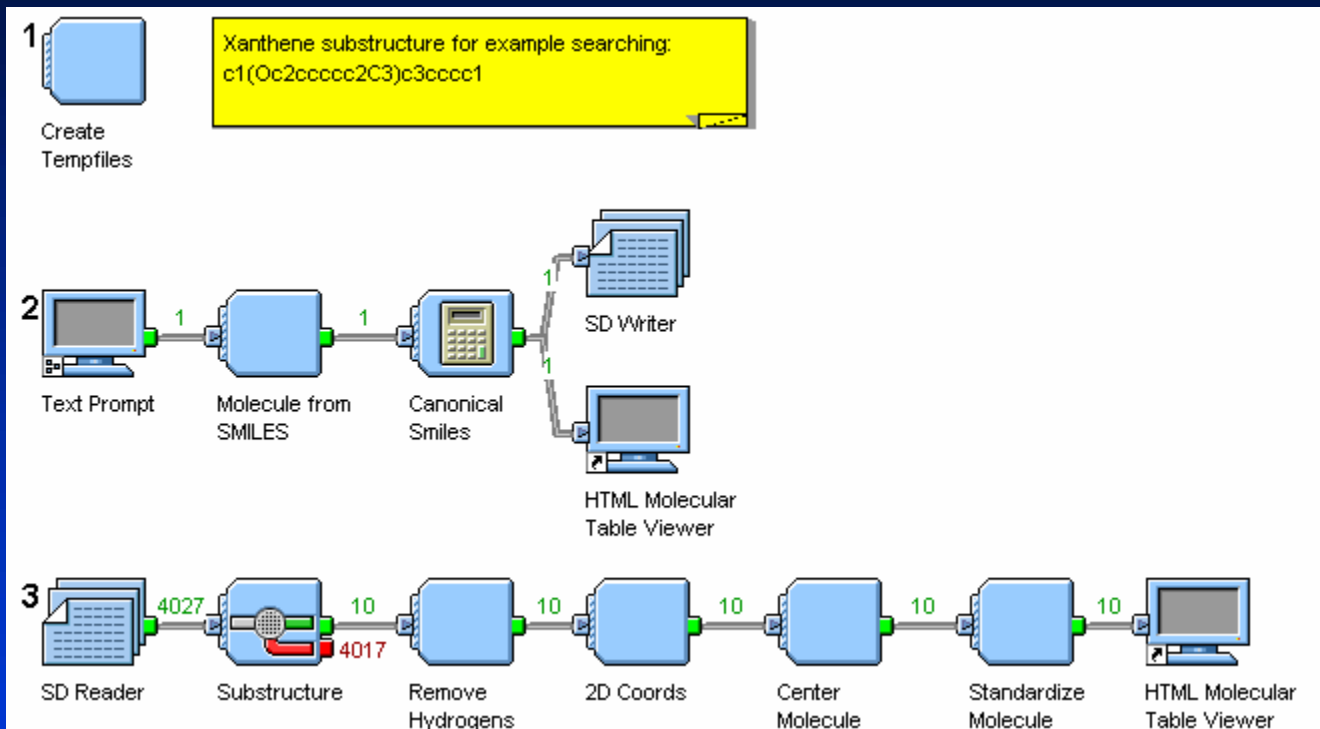 1
Xanthene substructure for example searching:
c1(Oc2ccccc2C3)c3cccc1
Create
Tempfiles
2
1
1
1
1
SD Writer
Text Prompt
Molecule from
SMILES
Canonical
Smiles
HTML Molecular
Table Viewer
3
4027
10
4017
10
10
10
10
SD Reader
Substructure
Remove
Hydrogens
2D Coords
Center
Molecule
Standardize
Molecule
HTML Molecular
Table Viewer